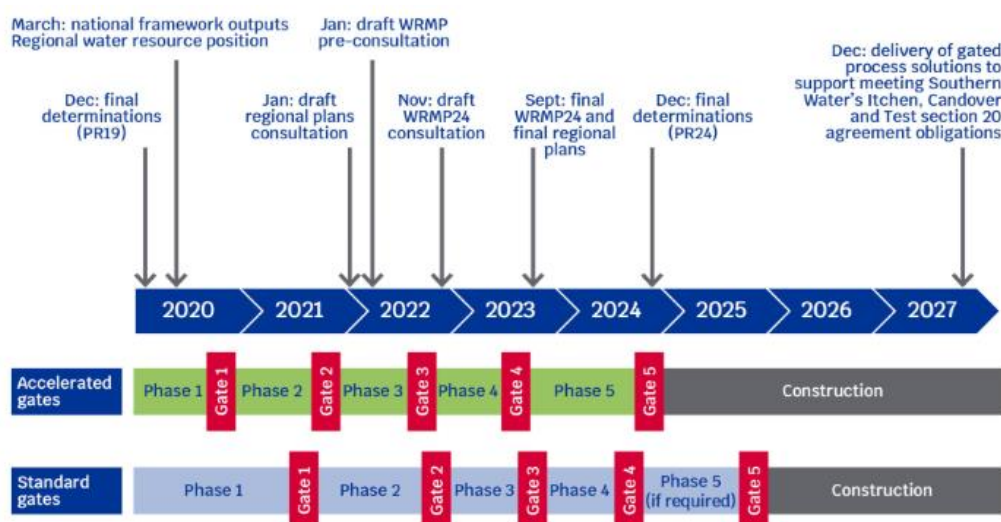 March: national framework outputs
Regional water resource position
Jan: draft WRMP
pre-consultation
Dec: final
determinations
(PR19)
Jan: draft
regional plans
consultation
Nov: draft
WRMP24
consultation
Sept: final
WRMP24 and
final regional
plans
Dec: final
determinations
(PR24)
Dec: delivery of gated
process solutions to
support meeting Southern
Water's Itchen, Candover
and Test section 20
agreement obligations
2020
2021
2022
2023
2024
2025
2026
2027
Accelerated
gates
Phase 1
Gate 1
Phase 2
Gate 2
Phase 3
Gate 3
Phase 4
Gate 4
Phase 5
Gate 5
Construction
Standard
gates
Phase 1
Gate 1
Phase 2
Gate 2
Phase 3
Gate 3
Phase 4
Gate 4
Phase 5
(if required)
Gate 5
Construction